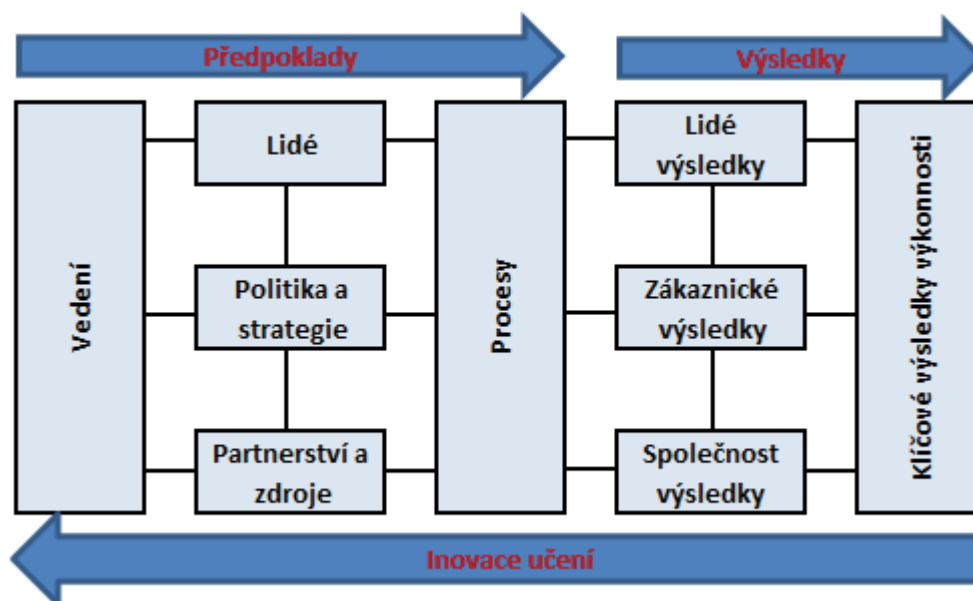 Předpoklady
Výsledky
Vedení
Lidé
Politika a
strategie
Partnerství a
zdroje
Procesy
Lidé
výsledky
Zákaznické
výsledky
Společnost
výsledky
Klíčové výsledky výkonnosti
Inovace učení